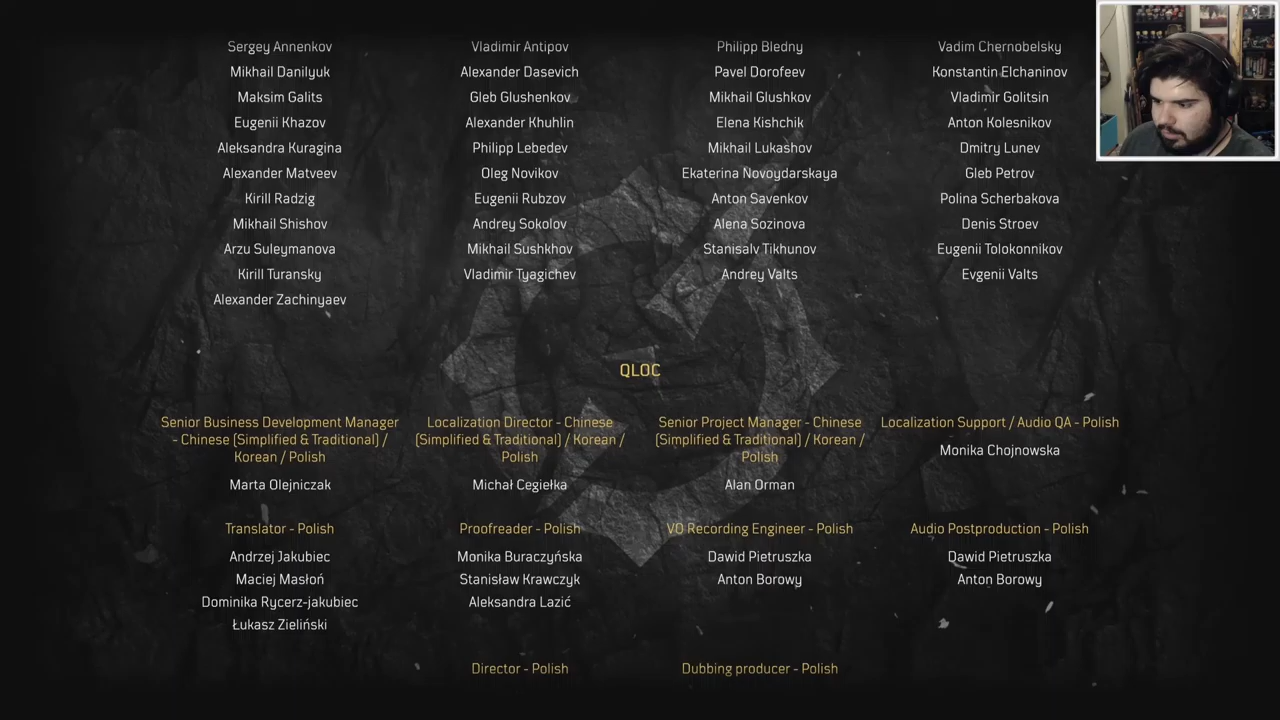 Sergey Annenkov Vladimir Antipov Philipp Bledny Vadim Chernobelsky
Mikhail Danilyuk Alexander Dasevich Pavel Dorofeev Konstantin Elchaninov
Maksim Galits Gleb Glushenkov Mikhail Glushkov Vladimir Golitsin
Eugenii Khazov Alexander Khuhlin Elena Kishchik Anton Kolesnikov
Aleksandra Kuragina Philipp Lebedev Mikhail Lukashov Dmitry Lunev
Alexander Matveev Oleg Novikov Ekaterina Novoydarskaya Gleb Petrov
Kirill Radzig Eugenii Rubzov Anton Savenkov Polina Scherbakova
Mikhail Shishov Andrey Sokolov Alena Sozinova Denis Stroev
Arzu Suleymanova Mikhail Sushkhov Stanisalv Tikhunov Eugenii Tolokonnikov
Kirill Turansky Vladimir Tyagichev Andrey Valts Evgenii Valts
Alexander Zachinyaev
QLOC
Senior Business Development Manager
- Chinese (Simplified & Traditional) /
Korean / Polish
Marta Olejniczak
Localization Director - Chinese
(Simplified & Traditional) / Korean /
Polish
Michał Cegiełka
Senior Project Manager - Chinese
(Simplified & Traditional) / Korean /
Polish
Alan Orman
Localization Support / Audio QA - Polish
Monika Chojnowska
Translator - Polish
Andrzej Jakubiec
Maciej Masłoń
Dominika Rycerz-jakubiec
Łukasz Zieliński
Proofreader - Polish
Monika Buraczyńska
Stanisław Krawczyk
Aleksandra Lazić
VO Recording Engineer - Polish
Dawid Pietruszka
Anton Borowy
Audio Postproduction - Polish
Dawid Pietruszka
Anton Borowy
Director - Polish
Dubbing producer - Polish